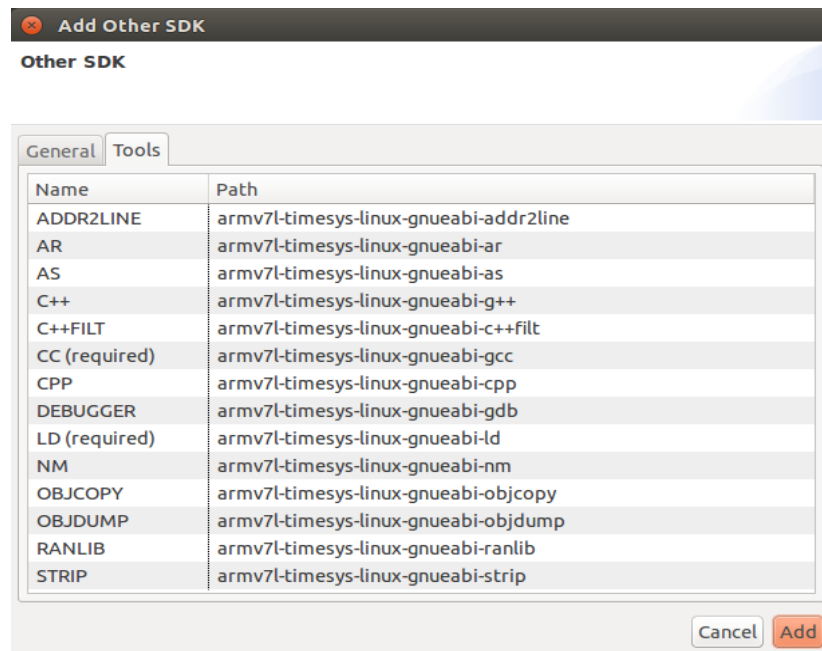 Add Other SDK
Other SDK
General Tools
Name Path
ADDR2LINE armv7l-timesys-linux-gnueabi-addr2line
AR armv7l-timesys-linux-gnueabi-ar
AS armv7l-timesys-linux-gnueabi-as
C++ armv7l-timesys-linux-gnueabi-g++
C++FILT armv7l-timesys-linux-gnueabi-c++filt
CC (required) armv7l-timesys-linux-gnueabi-gcc
CPP armv7l-timesys-linux-gnueabi-cpp
DEBUGGER armv7l-timesys-linux-gnueabi-gdb
LD (required) armv7l-timesys-linux-gnueabi-ld
NM armv7l-timesys-linux-gnueabi-nm
OBJCOPY armv7l-timesys-linux-gnueabi-objcopy
OBJDUMP armv7l-timesys-linux-gnueabi-objdump
RANLIB armv7l-timesys-linux-gnueabi-ranlib
STRIP armv7l-timesys-linux-gnueabi-strip
Cancel Add